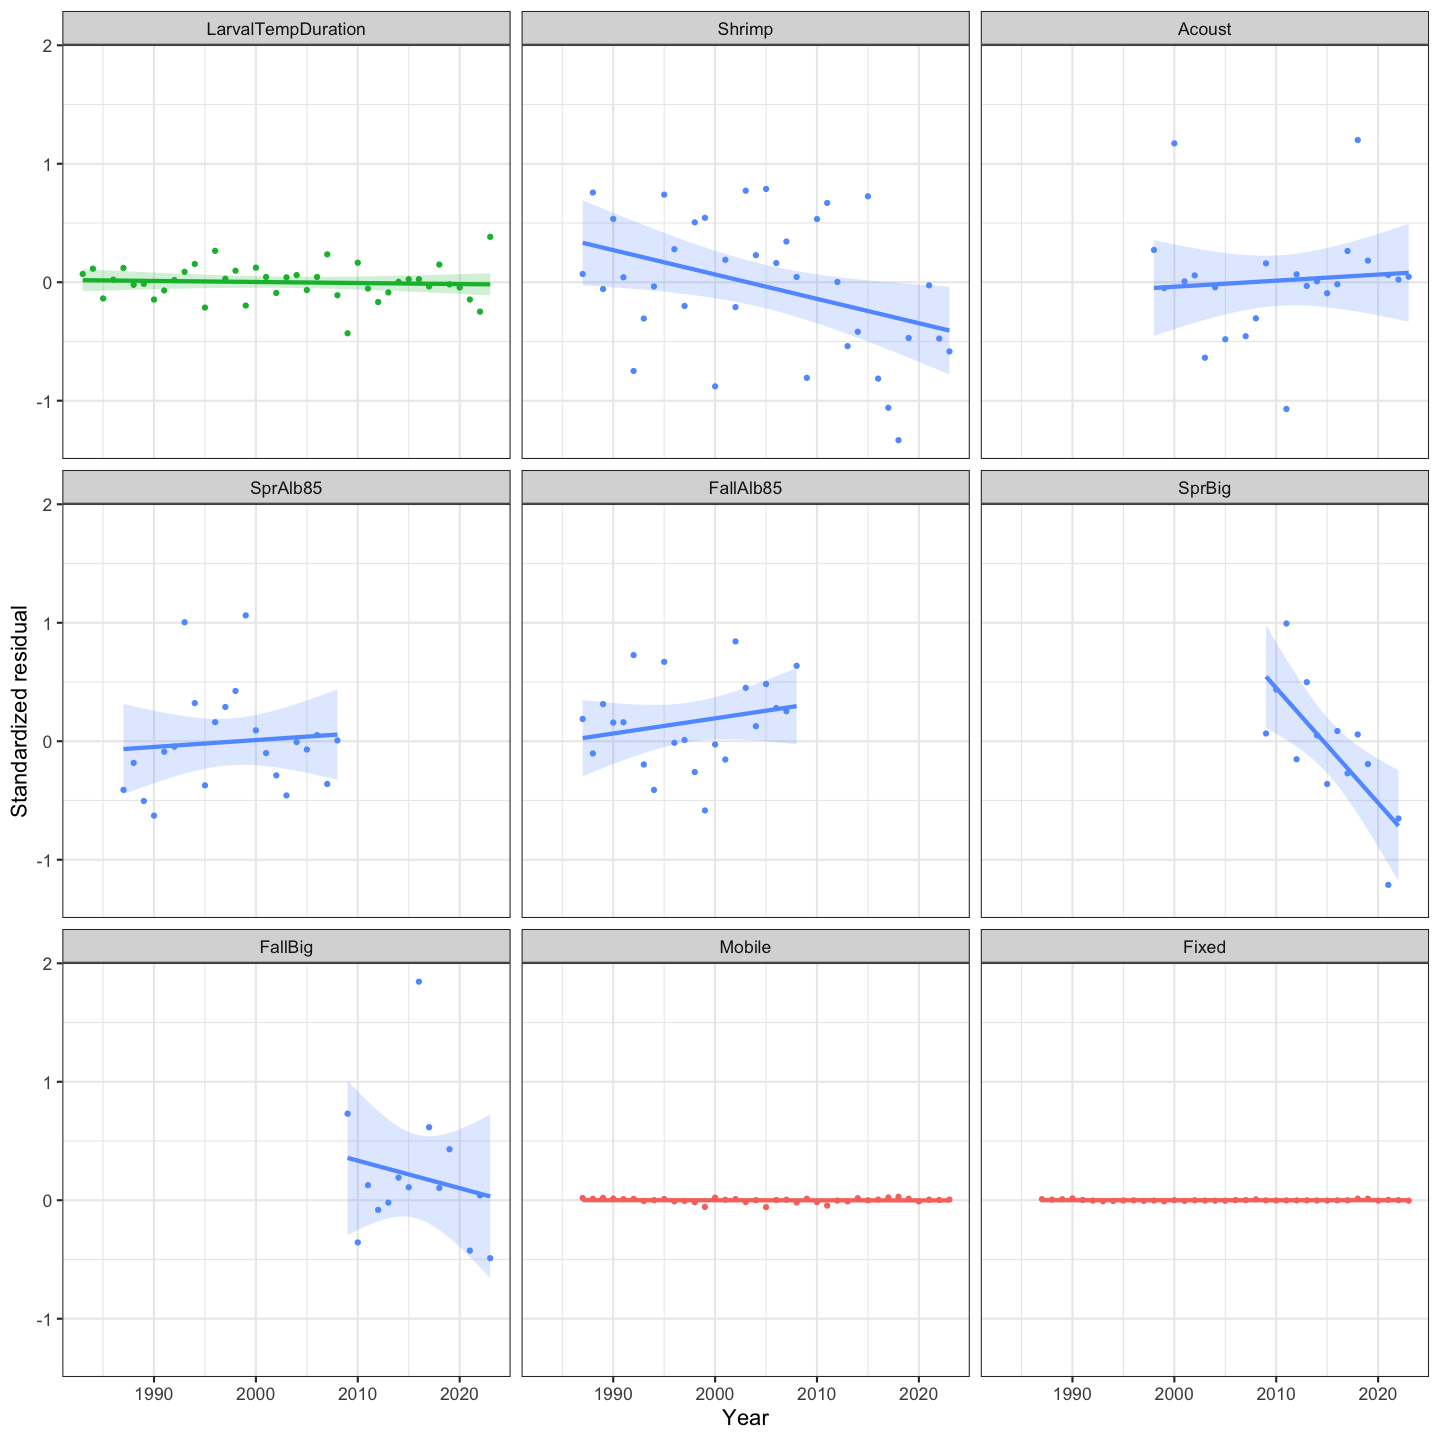 LarvalTempDuration Shrimp Acoust
2
1
0
-1
SprAlb85 FallAlb85 SprBig
2
1
0
-1
Standardized residual
FallBig Mobile Fixed
2
1
0
-1
1990 2000 2010 2020 1990 2000 2010 2020 1990 2000 2010 2020
Year